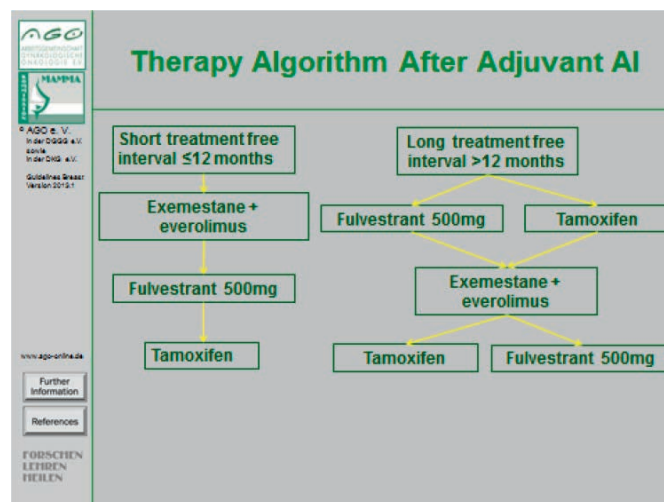 AGO
ARBEITSGEMEINSCHAFT
GYNÄKOLOGISCHE
ONKOLOGIE E.V.
MAMMA
© AGO e. V.
in der DGGG e.V.
sowie
in der DKG e.V.
Guidelines Breast
Version 2013.1
www.ago-online.de
Further
Information
References
FORSCHEN
LEHREN
HEILEN
Therapy Algorithm After Adjuvant AI
Short treatment free
interval ≤12 months
Exemestane +
everolimus
Fulvestrant 500mg
Tamoxifen
Long treatment free
interval >12 months
Fulvestrant 500mg
Tamoxifen
Exemestane +
everolimus
Tamoxifen
Fulvestrant 500mg